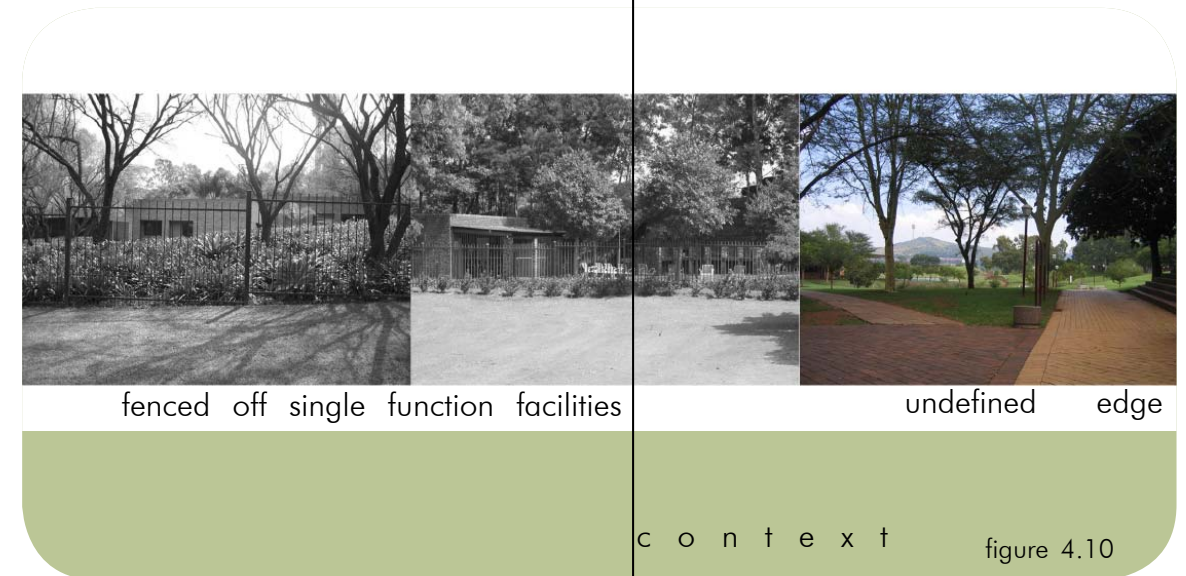 fenced off single function facilities
undefined edge
context
figure 4.10